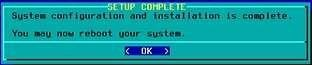 SETUP COMPLETE
System configuration and installation is complete.
You may now reboot your system.
< OK >